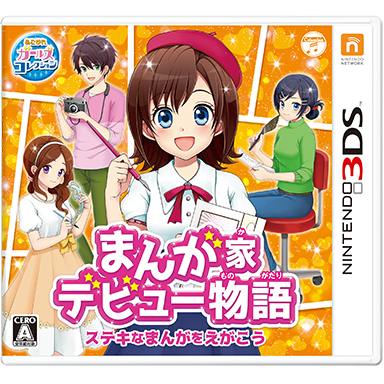 あこがれ
ガールズ
コレクション
Columbia
NINTENDO
NETWORK
NINTENDO 3DS
まんが家
か
デビュー物語
もの がたり
ステキなまんがをえがこう
CERO
A